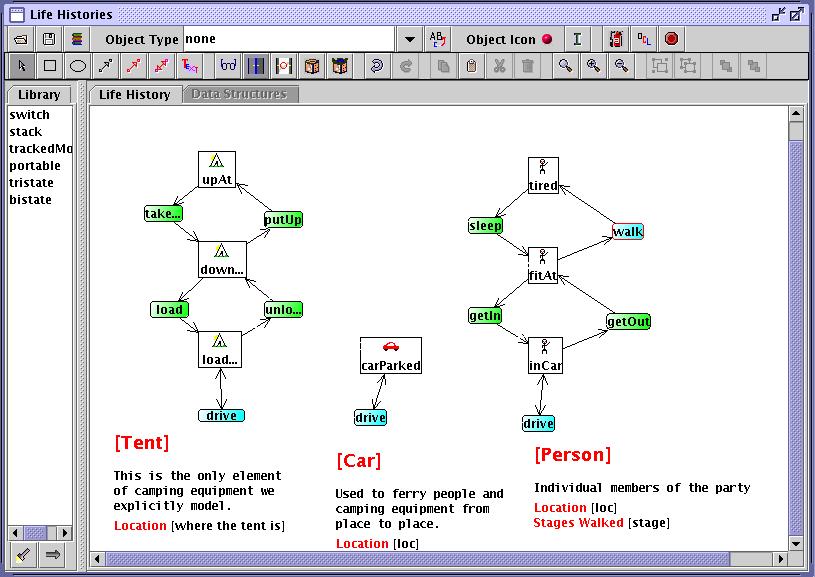 Life Histories
Object Type none
Object Icon
Text
Library
Life History
Data Structures
switch
stack
trackedMo
portable
tristate
bistate
upAt
take...
putUp
down...
load
unlo...
load...
drive
[Tent]
This is the only element
of camping equipment we
explicitly model.
Location [where the tent is]
carParked
drive
[Car]
Used to ferry people and
camping equipment from
place to place.
Location [loc]
tired
sleep
walk
fitAt
getIn
getOut
inCar
drive
[Person]
Individual members of the party
Location [loc]
Stages Walked [stage]